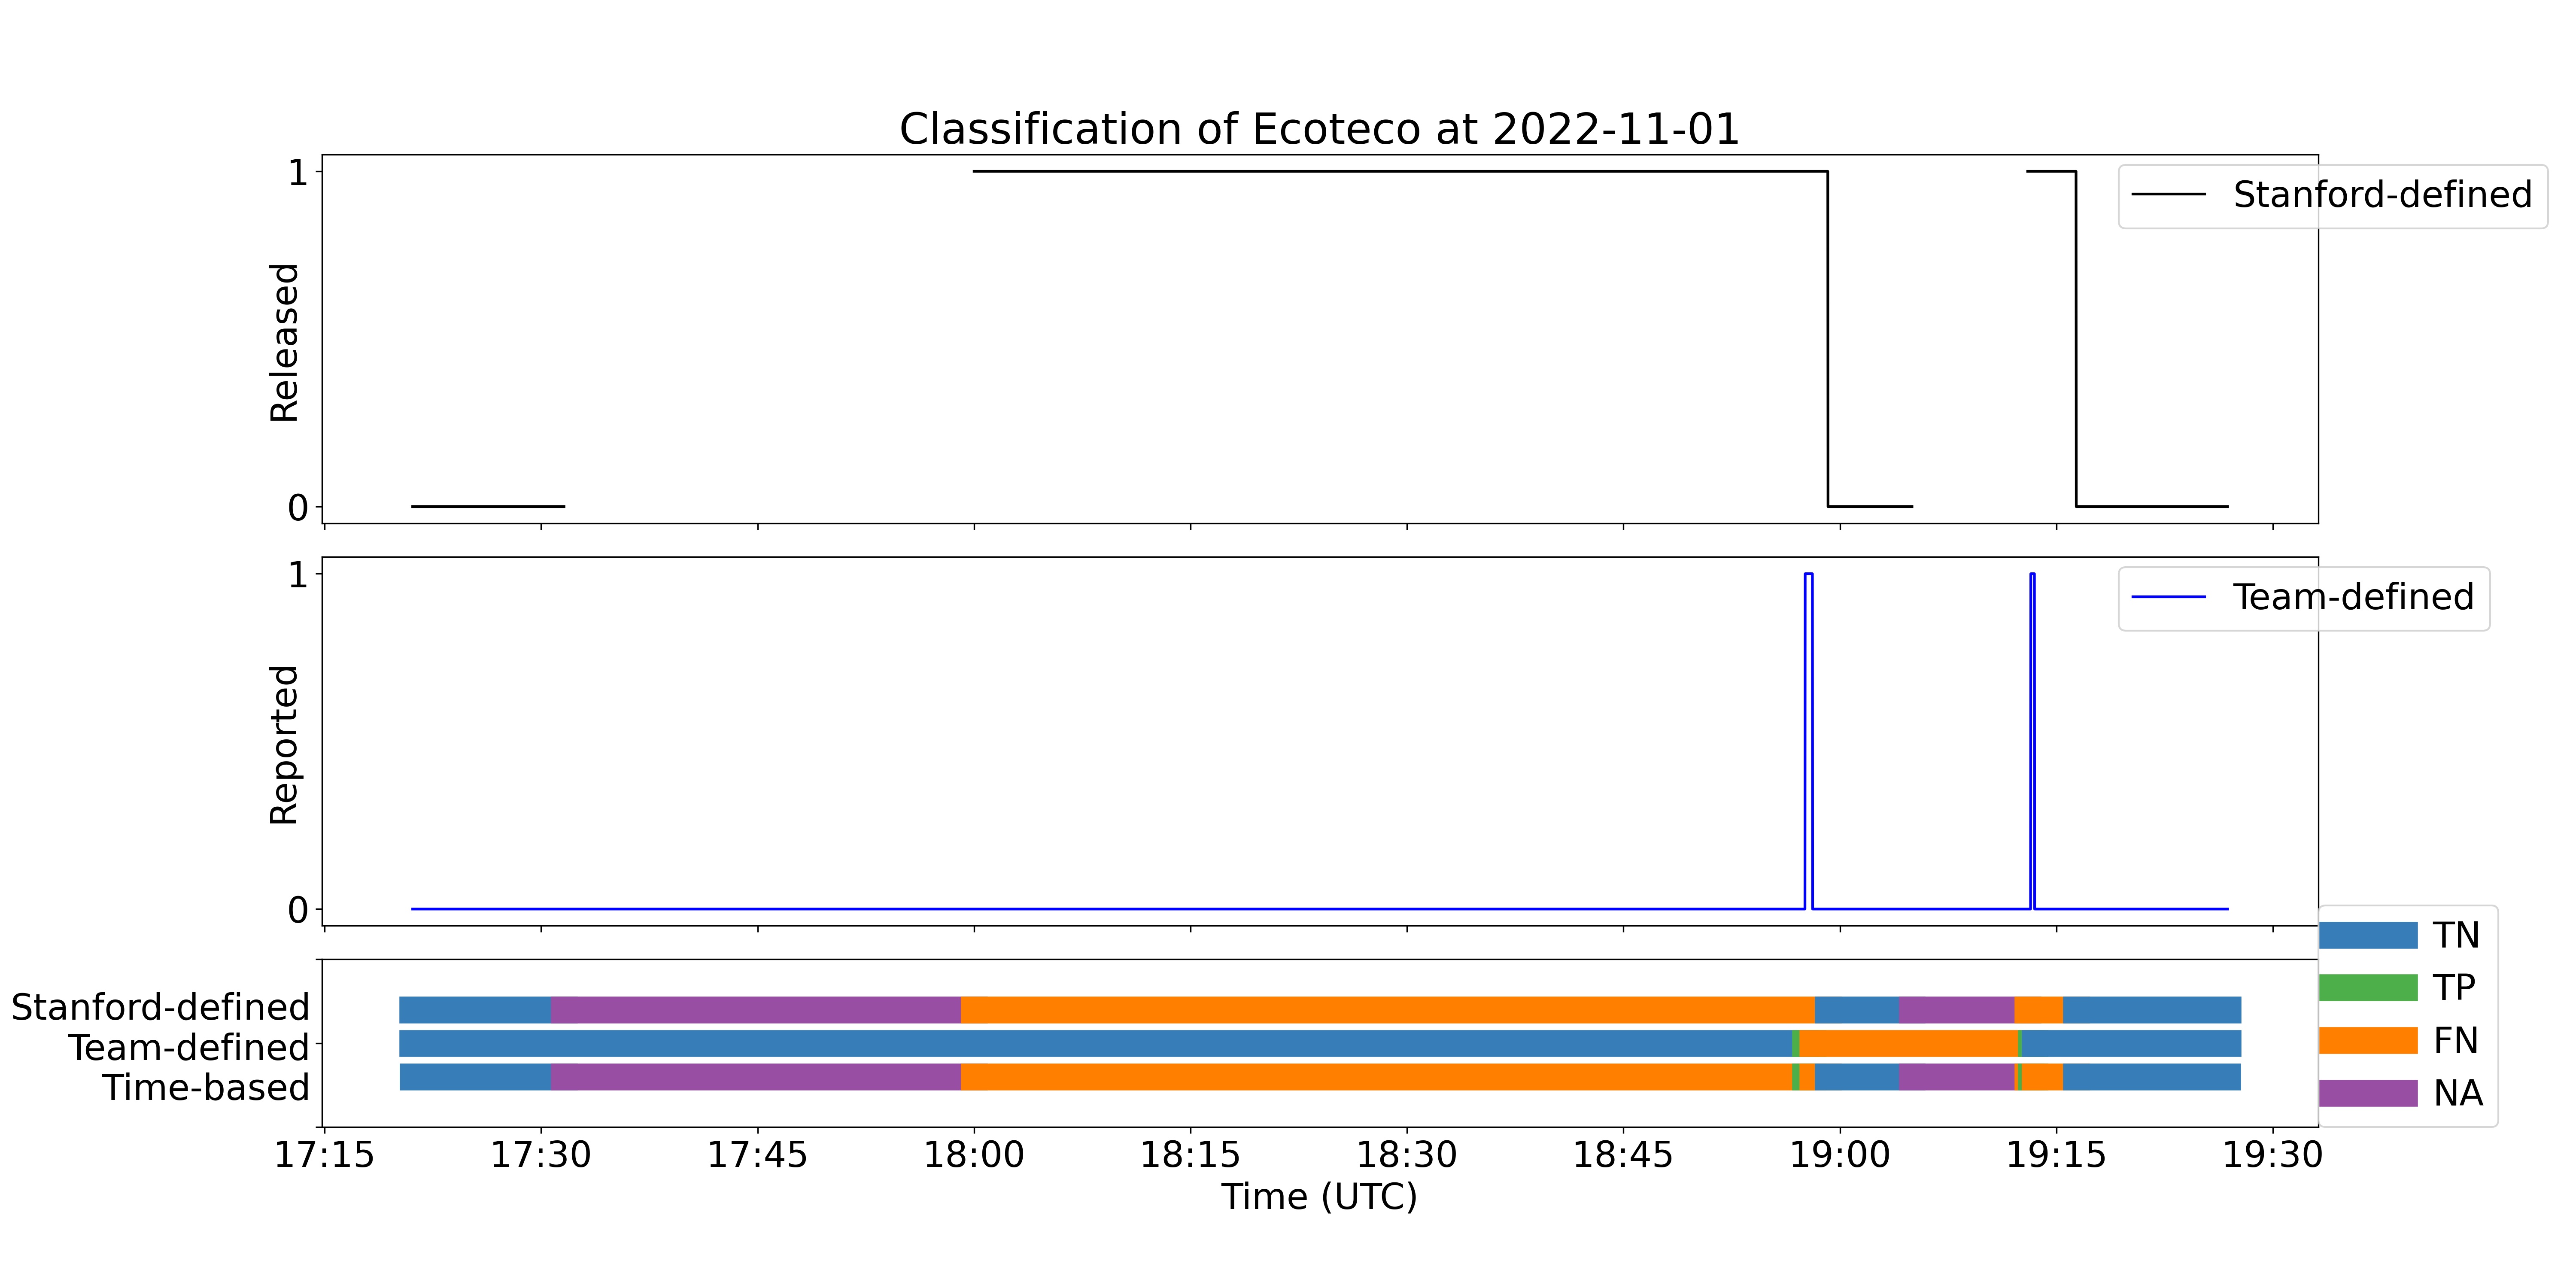 Classification of Ecoteco at 2022-11-01
1
Released
0
Stanford-defined
1
Reported
0
Team-defined
Stanford-defined
Team-defined
Time-based
TN
TP
FN
NA
17:15 17:30 17:45 18:00 18:15 18:30 18:45 19:00 19:15 19:30
Time (UTC)